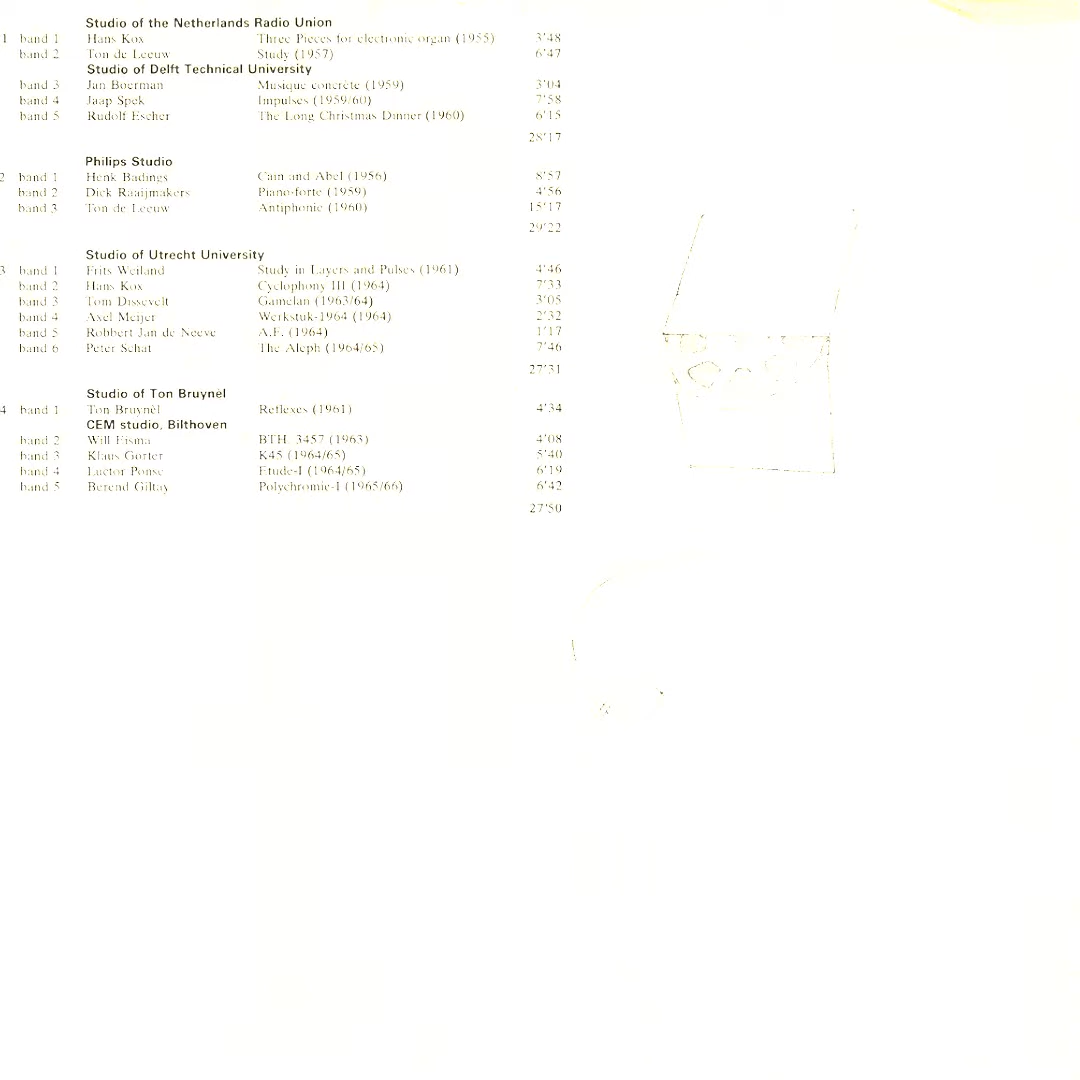 Studio of the Netherlands Radio Union
1 band 1 Hans Kox Three Pieces for electronic organ (1955) 3'48
band 2 Ton de Leeuw Study (1957) 6'47
Studio of Delft Technical University
band 3 Jan Boerman Musique concrète (1959) 3'04
band 4 Jaap Spek Impulses (1959/60) 7'58
band 5 Rudolf Escher The Long Christmas Dinner (1960) 6'15
28'17
Philips Studio
2 band 1 Henk Badings Cain and Abel (1956) 8'57
band 2 Dick Raaijmakers Piano-forte (1959) 4'56
band 3 Ton de Leeuw Antiphonie (1960) 15'17
29'22
Studio of Utrecht University
3 band 1 Frits Weiland Study in Layers and Pulses (1961) 4'46
band 2 Hans Kox Cyclophony III (1964) 7'33
band 3 Tom Dissevelt Gamelan (1963/64) 3'05
band 4 Axel Meijer Werkstuk-1964 (1964) 2'32
band 5 Robbert Jan de Neeve A.F. (1964) 1'17
band 6 Peter Schat The Aleph (1964/65) 7'46
27'31
Studio of Ton Bruynèl
4 band 1 Ton Bruynèl Reflexes (1961) 4'34
CEM studio, Bilthoven
band 2 Will Eisma BTH. 3457 (1963) 4'08
band 3 Klaus Gorter K45 (1964/65) 5'40
band 4 Luctor Ponse Etude-I (1964/65) 6'19
band 5 Berend Giltay Polychromie-I (1965/66) 6'42
27'50